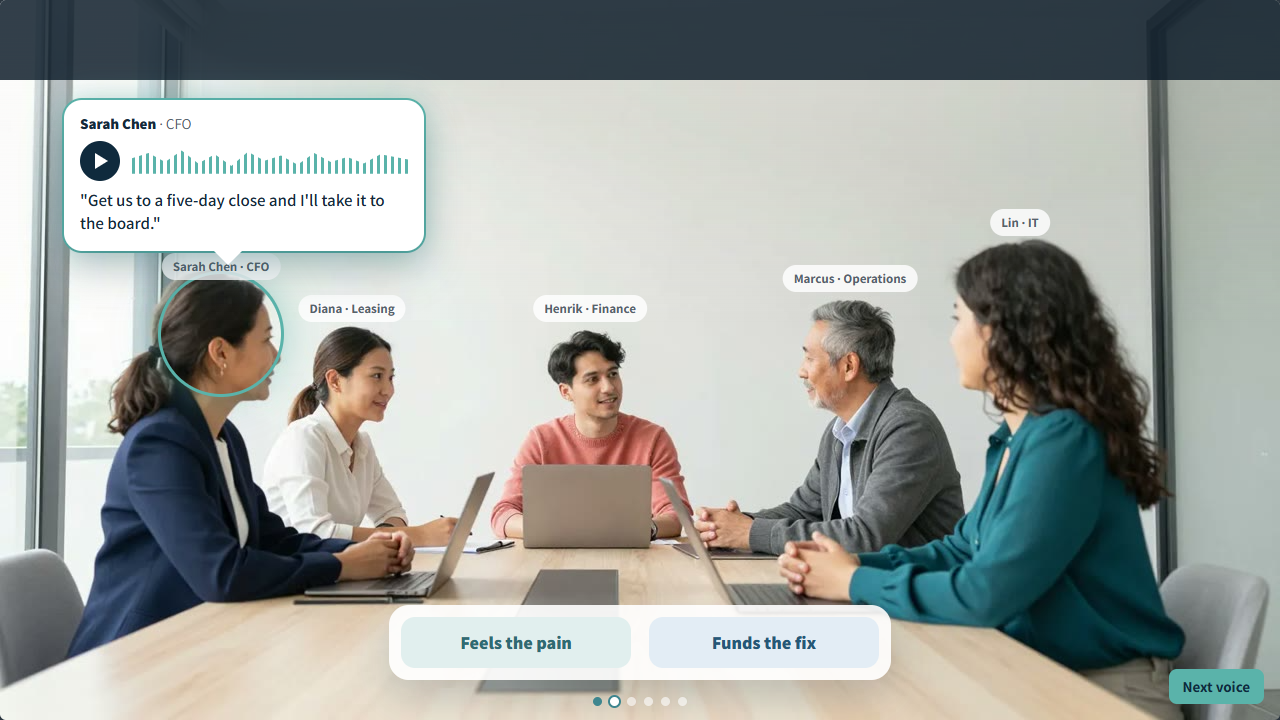 Sarah Chen · CFO
"Get us to a five-day close and I'll take it to
the board."
Lin · IT
Sarah Chen · CFO
Marcus · Operations
Diana · Leasing
Henrik · Finance
Feels the pain
Funds the fix
Next voice